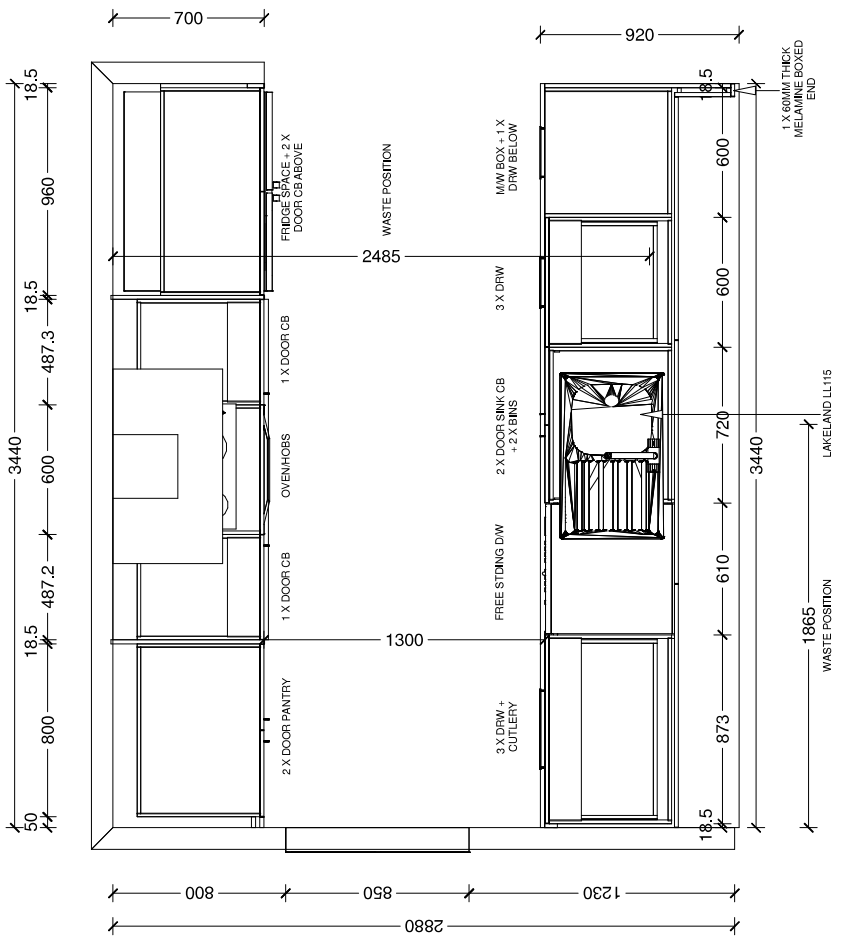 700
920
18.5
960
18.5
487.3
600
487.2
18.5
800
50
3440
FRIDGE SPACE + 2 X
DOOR CB ABOVE
1 X DOOR CB
OVEN/HOBS
1 X DOOR CB
2 X DOOR PANTRY
WASTE POSITION
2485
1300
M/W BOX + 1 X
DRW BELOW
3 X DRW
2 X DOOR SINK CB
+ 2 X BINS
FREE STDING D/W
3 X DRW +
CUTLERY
18.5
600
600
720
610
873
18.5
3440
1 X 60MM THICK
MELAMINE BOXED
END
LAKELAND LL115
1865
WASTE POSITION
800
850
1230
2880